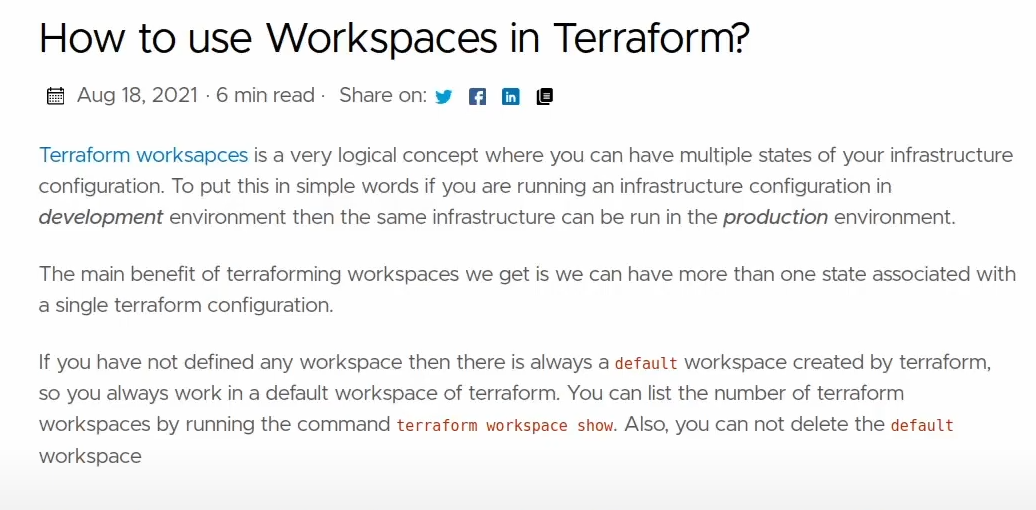 How to use Workspaces in Terraform?
Aug 18, 2021 · 6 min read · Share on:
Terraform worksapces is a very logical concept where you can have multiple states of your infrastructure
configuration. To put this in simple words if you are running an infrastructure configuration in
development environment then the same infrastructure can be run in the production environment.
The main benefit of terraforming workspaces we get is we can have more than one state associated with
a single terraform configuration.
If you have not defined any workspace then there is always a default workspace created by terraform,
so you always work in a default workspace of terraform. You can list the number of terraform
workspaces by running the command terraform workspace show. Also, you can not delete the default
workspace